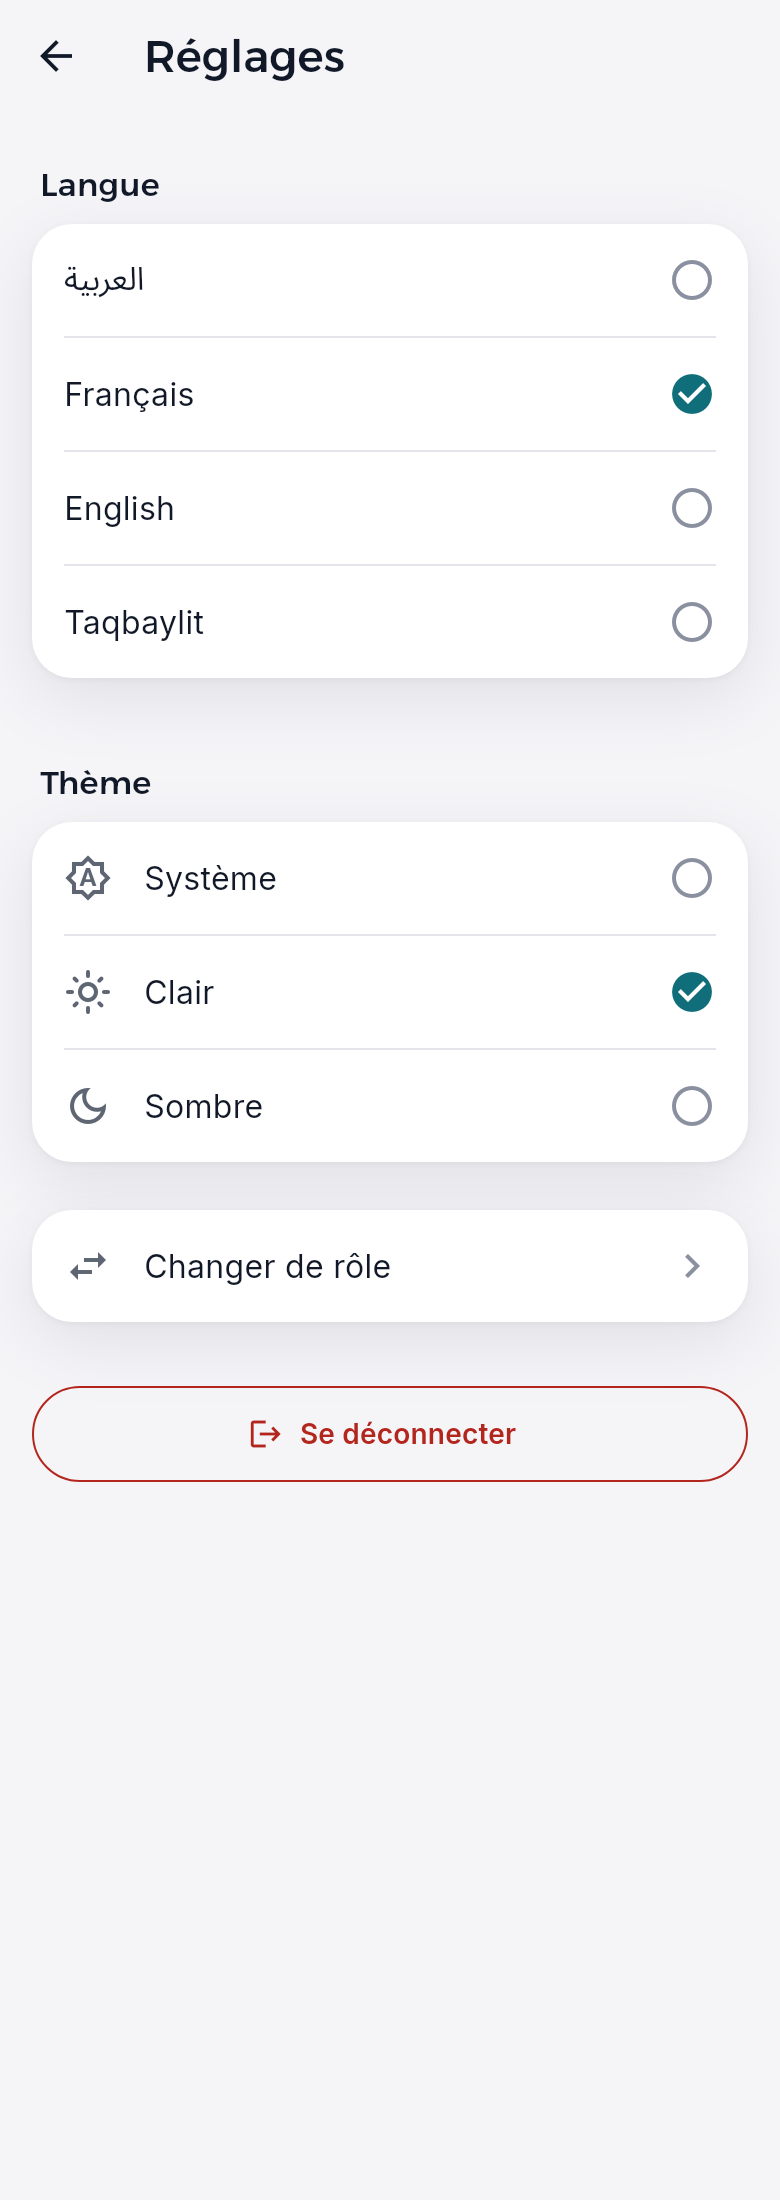 Réglages
Langue
العربية
Français
English
Taqbaylit
Thème
Système
Clair
Sombre
Changer de rôle
Se déconnecter